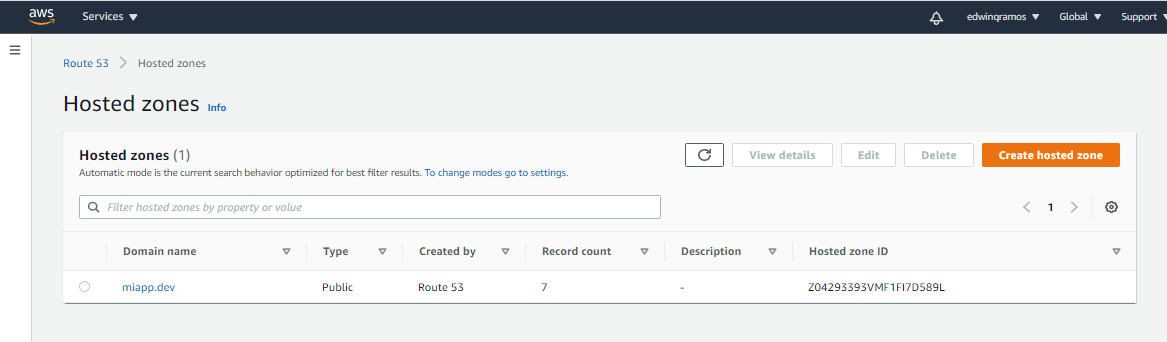 aws Services edwinqramos Global Support
Route 53 Hosted zones
Hosted zones Info
Hosted zones (1) View details Edit Delete Create hosted zone
Automatic mode is the current search behavior optimized for best filter results. To change modes go to settings.
Filter hosted zones by property or value 1
Domain name Type Created by Record count Description Hosted zone ID
miapp.dev Public Route 53 7 - Z04293393VMF1FI7D589L